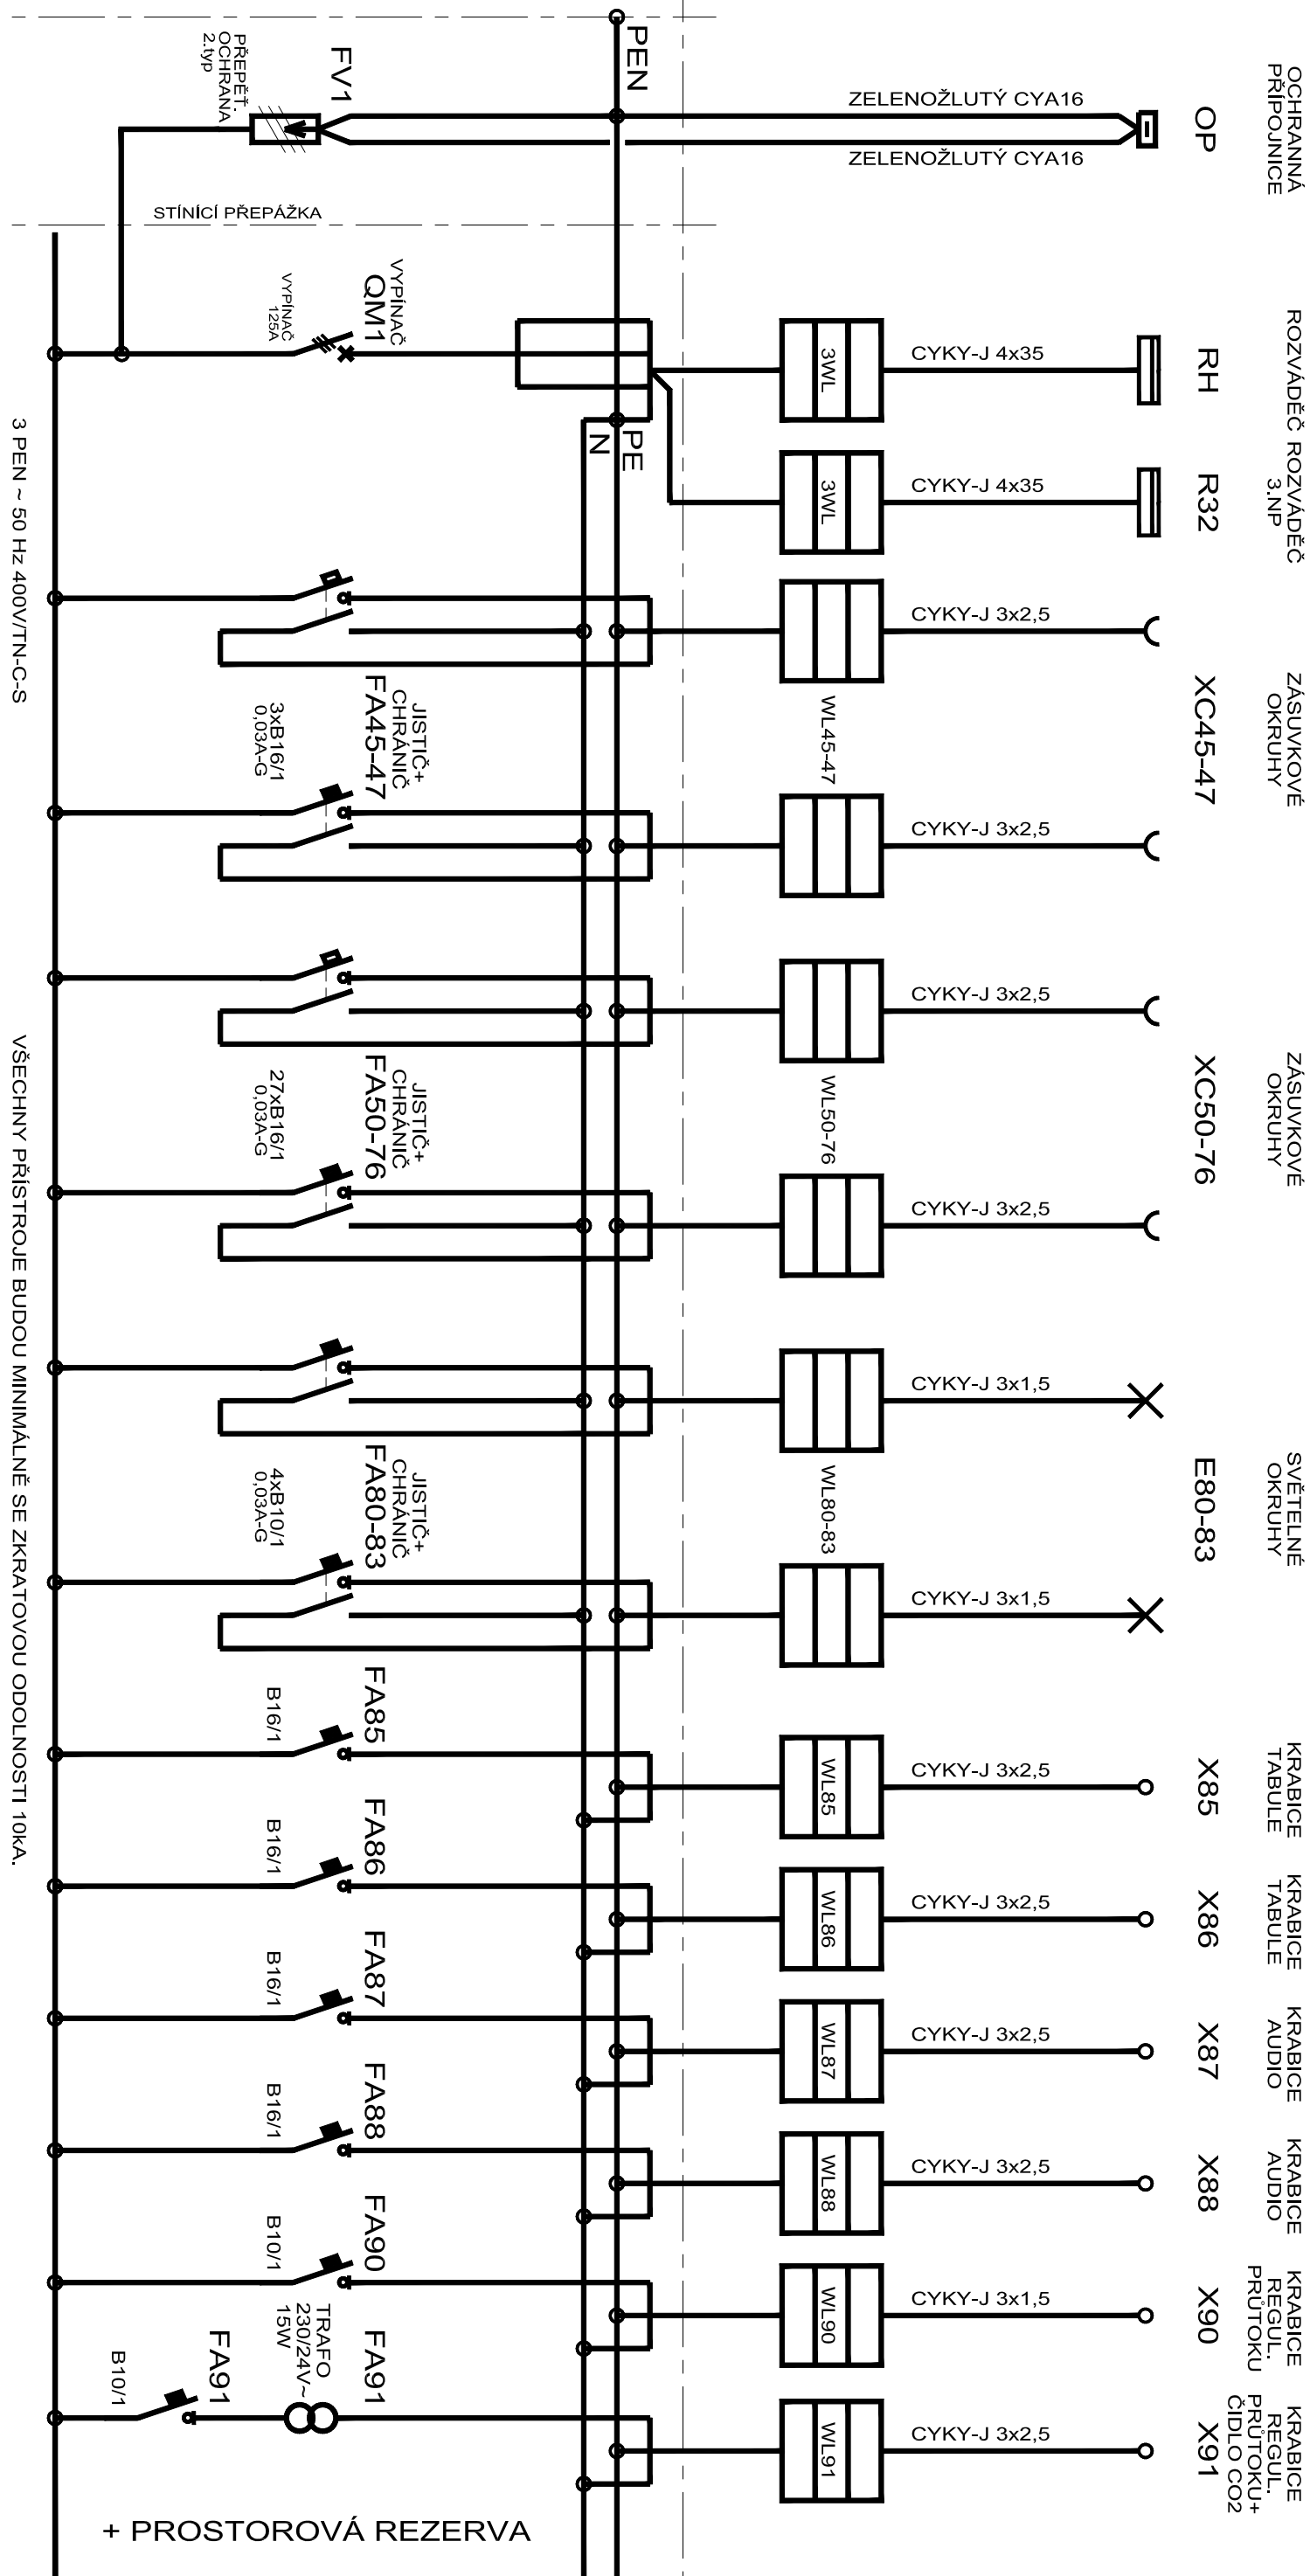 OCHRANNÁ
PŘÍPOJNICE
OP
ZELENOŽLUTÝ CYA16
ZELENOŽLUTÝ CYA16
PEN
FV1
PŘEPĚŤ.
OCHRANA
2.typ
STÍNÍCÍ PŘEPÁŽKA
ROZVÁDĚČ
RH
CYKY-J 4x35
3WL
VYPÍNAČ
QM1
VYPÍNAČ
125A
PE
N
ROZVÁDĚČ
3.NP
R32
CYKY-J 4x35
3WL
3 PEN ~ 50 Hz 400V/TN-C-S
ZÁSUVKOVÉ
OKRUHY
XC45-47
CYKY-J 3x2,5
WL45-47
CYKY-J 3x2,5
JISTIČ+
CHRÁNIČ
FA45-47
3xB16/1
0,03A-G
ZÁSUVKOVÉ
OKRUHY
XC50-76
CYKY-J 3x2,5
WL50-76
CYKY-J 3x2,5
JISTIČ+
CHRÁNIČ
FA50-76
27xB16/1
0,03A-G
SVĚTELNÉ
OKRUHY
E80-83
CYKY-J 3x1,5
WL80-83
CYKY-J 3x1,5
JISTIČ+
CHRÁNIČ
FA80-83
4xB10/1
0,03A-G
VŠECHNY PŘÍSTROJE BUDOU MINIMÁLNĚ SE ZKRATOVOU ODOLNOSTI 10kA.
KRABICE
TABULE
X85
CYKY-J 3x2,5
WL85
FA85
B16/1
KRABICE
TABULE
X86
CYKY-J 3x2,5
WL86
FA86
B16/1
KRABICE
AUDIO
X87
CYKY-J 3x2,5
WL87
FA87
B16/1
KRABICE
AUDIO
X88
CYKY-J 3x2,5
WL88
FA88
B16/1
KRABICE
REGUL.
PRŮTOKU
X90
CYKY-J 3x1,5
WL90
FA90
B10/1
KRABICE
REGUL.
PRŮTOKU+
ČIDLO CO2
X91
CYKY-J 3x2,5
WL91
FA91
TRAFO
230/24V~
15W
FA91
B10/1
+ PROSTOROVÁ REZERVA